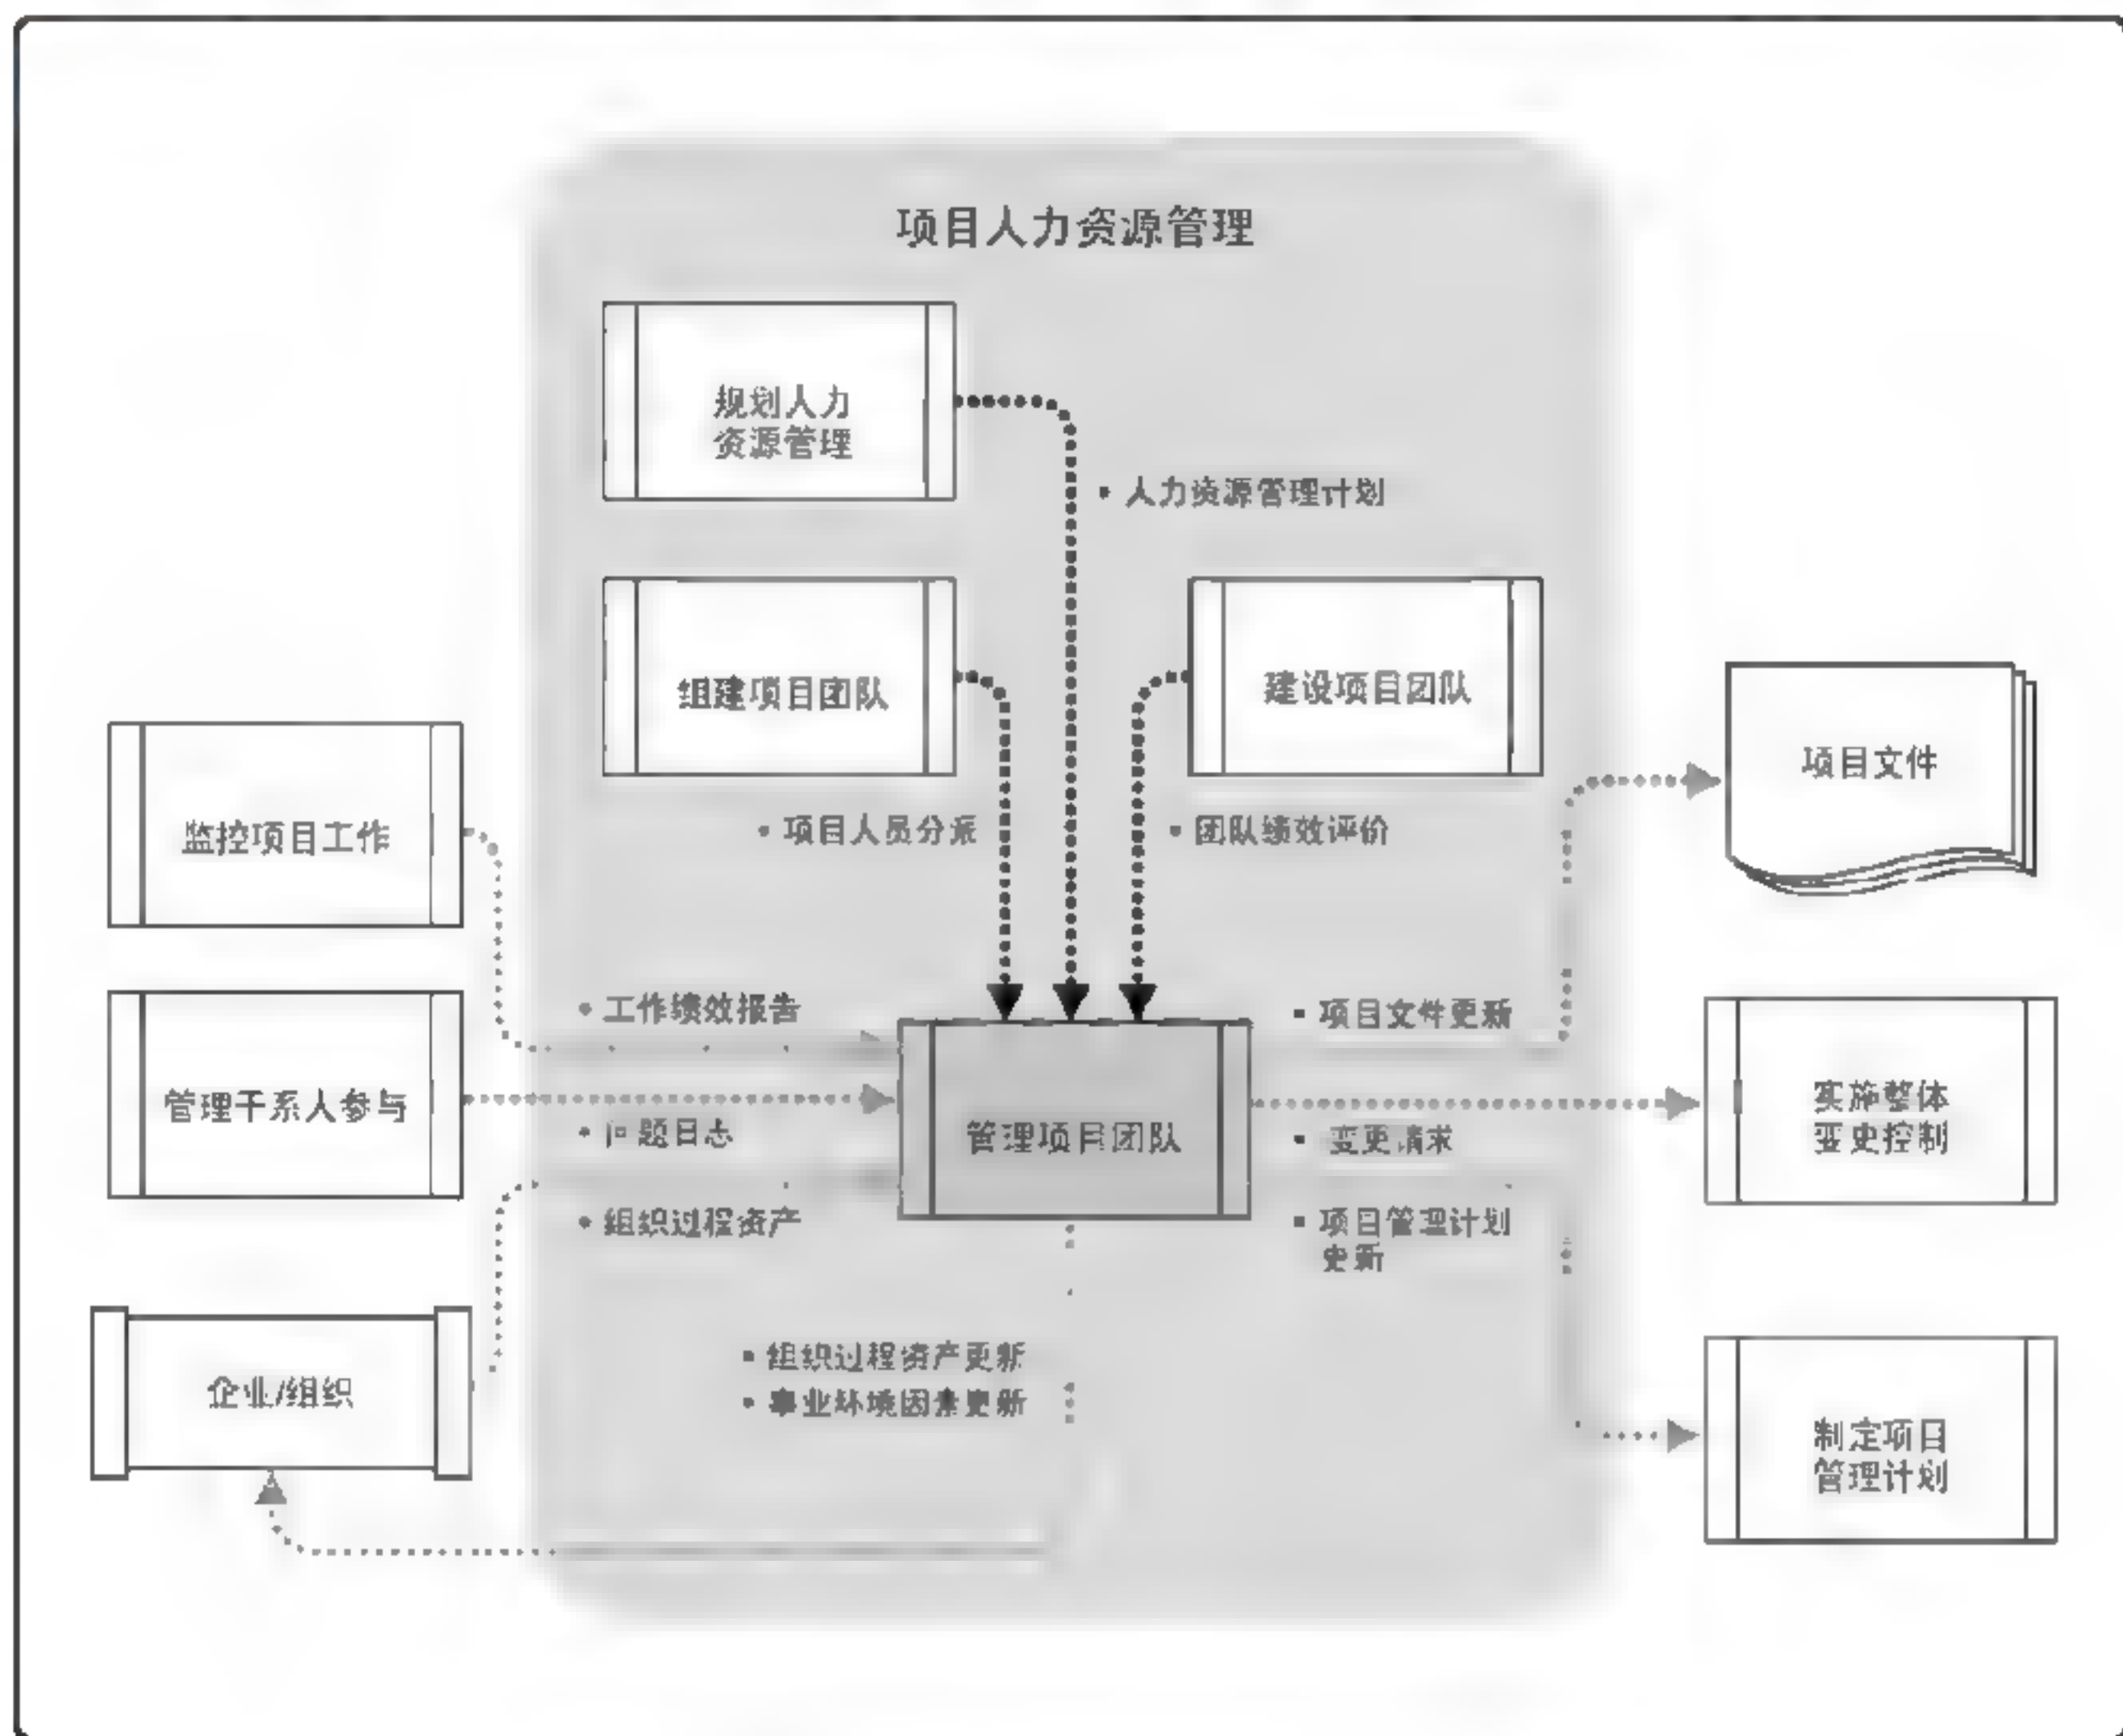 项目人力资源管理
规划人力
资源管理
• 人力资源管理计划
组建项目团队
建设项目团队
项目文件
监控项目工作
• 项目人员分派
• 团队绩效评价
• 工作绩效报告
• 项目文件更新
管理干系人参与
• 问题日志
管理项目团队
• 变更请求
实施整体
变更控制
• 组织过程资产
• 项目管理计划
更新
企业/组织
• 组织过程资产更新
• 事业环境因素更新
制定项目
管理计划